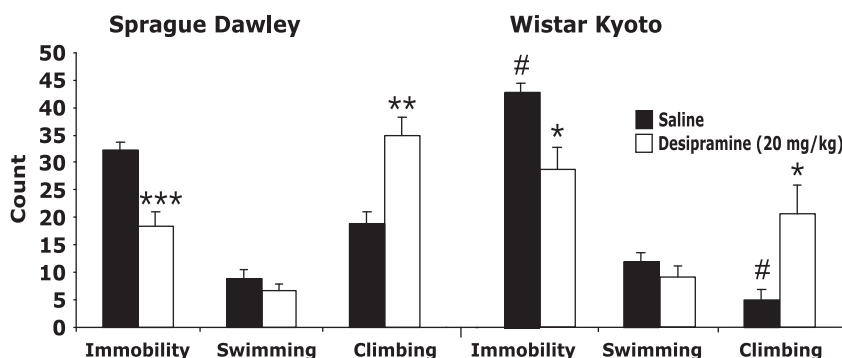 Sprague Dawley
Wistar Kyoto
50
45
40
35
30
25
20
15
10
5
0
Count
***
**
#
*
#
*
Saline
Desipramine (20 mg/kg)
Immobility Swimming Climbing Immobility Swimming Climbing